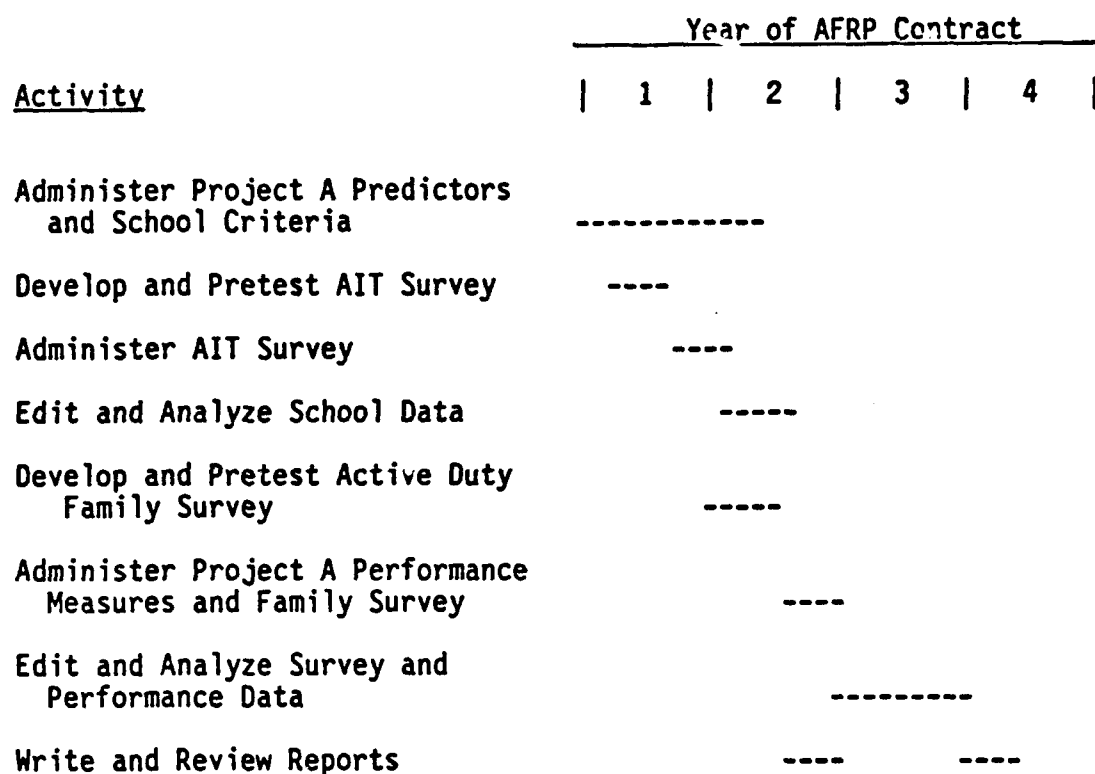 Year of AFRP Contract
Activity | 1 | 2 | 3 | 4 |
Administer Project A Predictors
and School Criteria ------------
Develop and Pretest AIT Survey ----
Administer AIT Survey ----
Edit and Analyze School Data -----
Develop and Pretest Active Duty
Family Survey -----
Administer Project A Performance
Measures and Family Survey ----
Edit and Analyze Survey and
Performance Data ---------
Write and Review Reports ---- ----